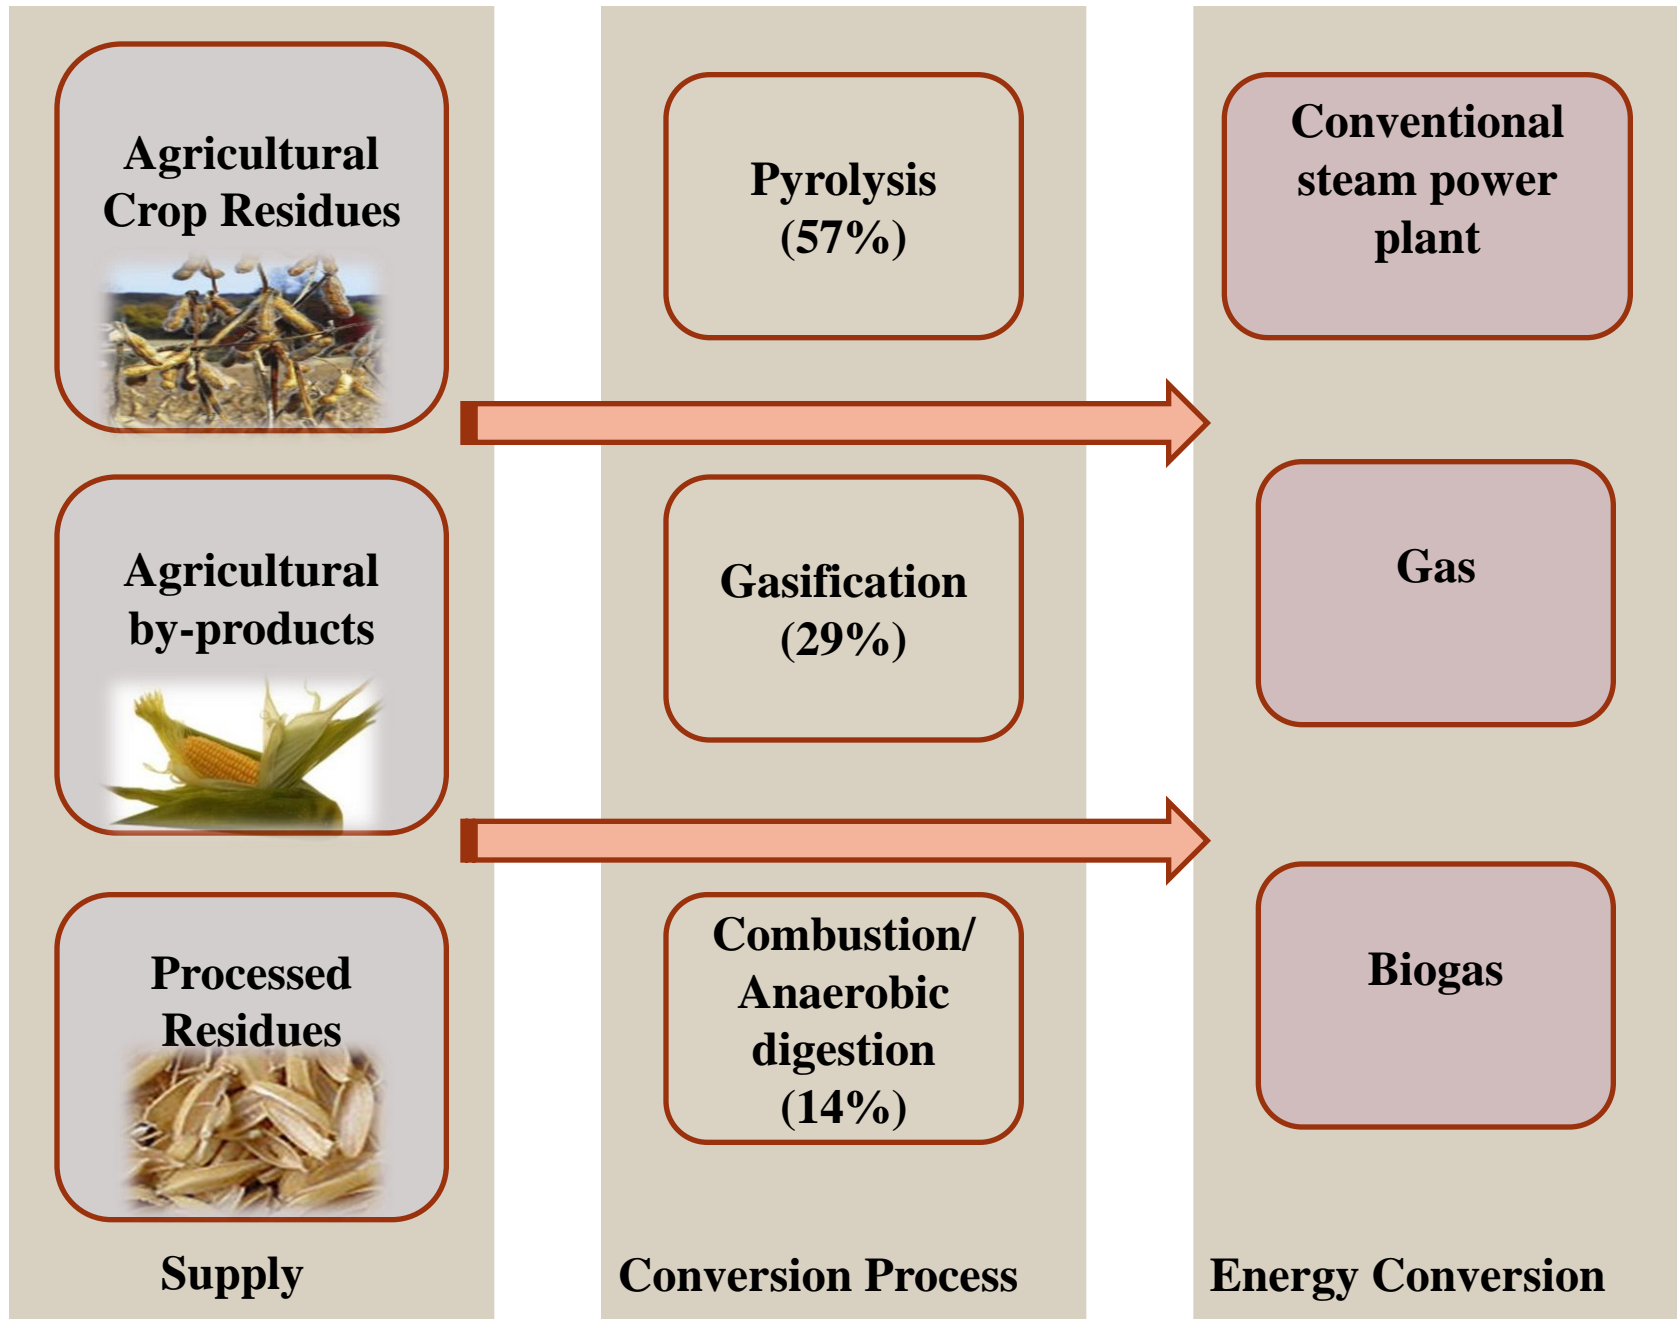 Agricultural
Crop Residues
Agricultural
by-products
Processed
Residues
Supply
Pyrolysis
(57%)
Gasification
(29%)
Combustion/
Anaerobic
digestion
(14%)
Conversion Process
Conventional
steam power
plant
Gas
Biogas
Energy Conversion